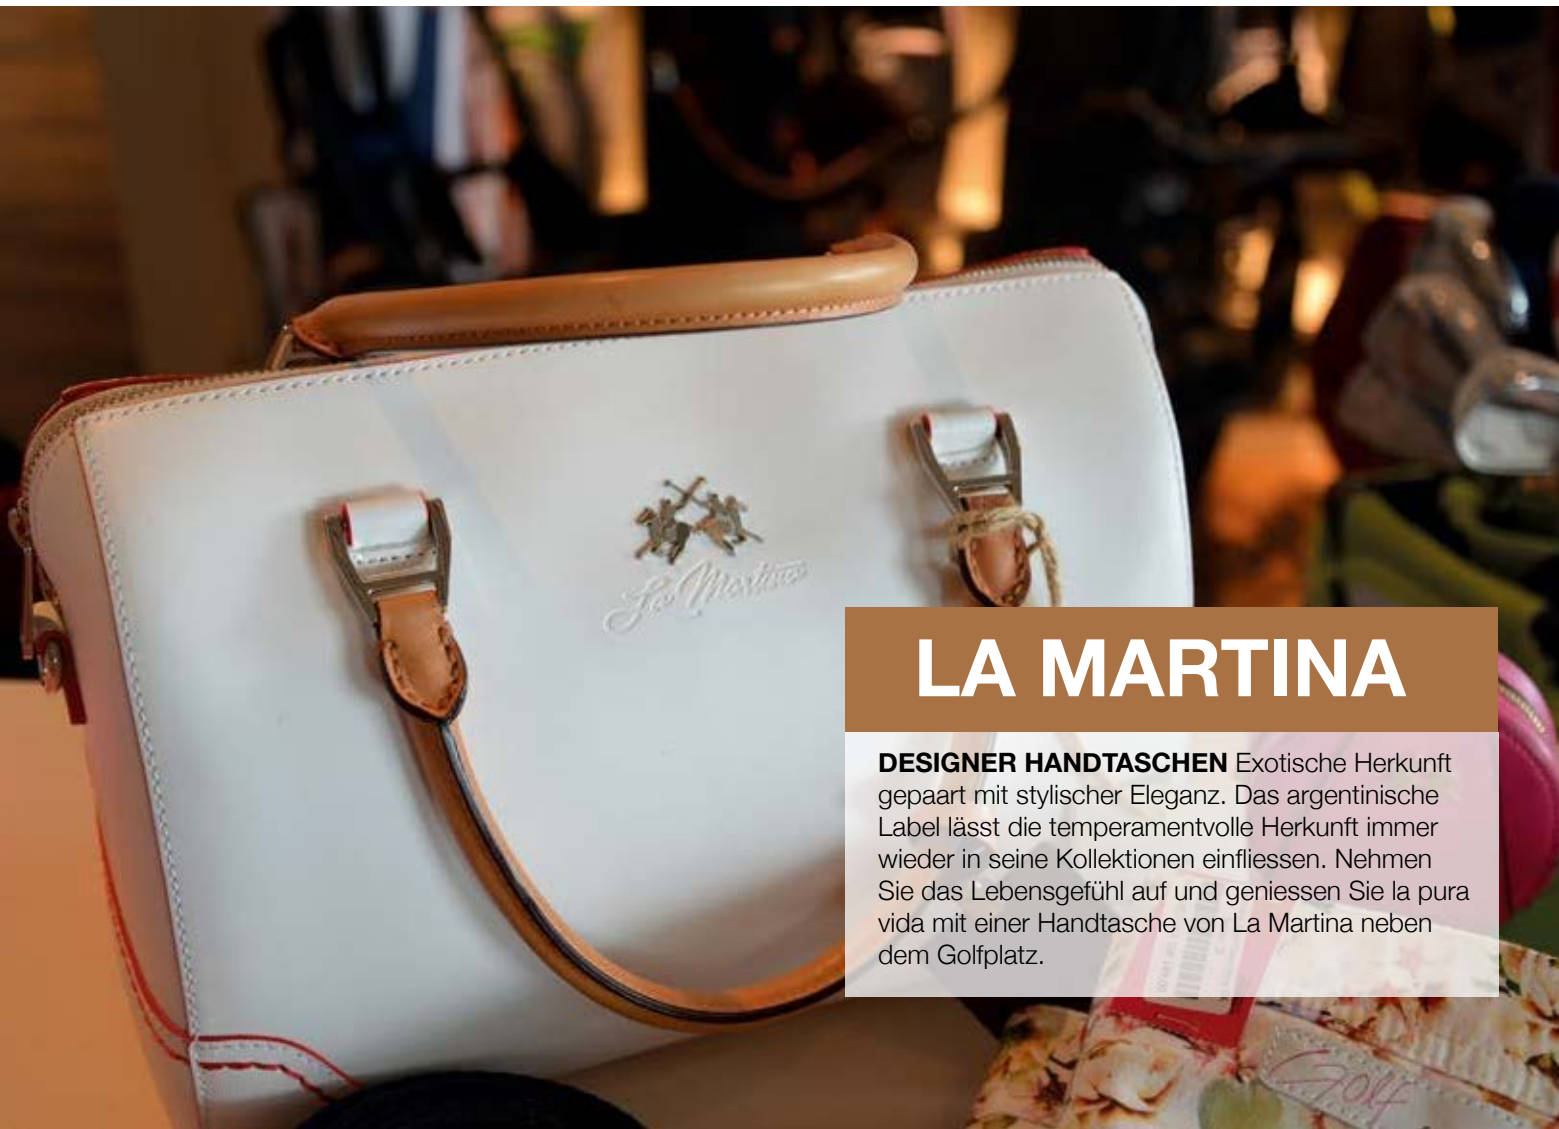 La Martina
LA MARTINA
DESIGNER HANDTASCHEN Exotische Herkunft
gepaart mit stylischer Eleganz. Das argentinische
Label lässt die temperamentvolle Herkunft immer
wieder in seine Kollektionen einfliessen. Nehmen
Sie das Lebensgefühl auf und geniessen Sie la pura
vida mit einer Handtasche von La Martina neben
dem Golfplatz.
Golf